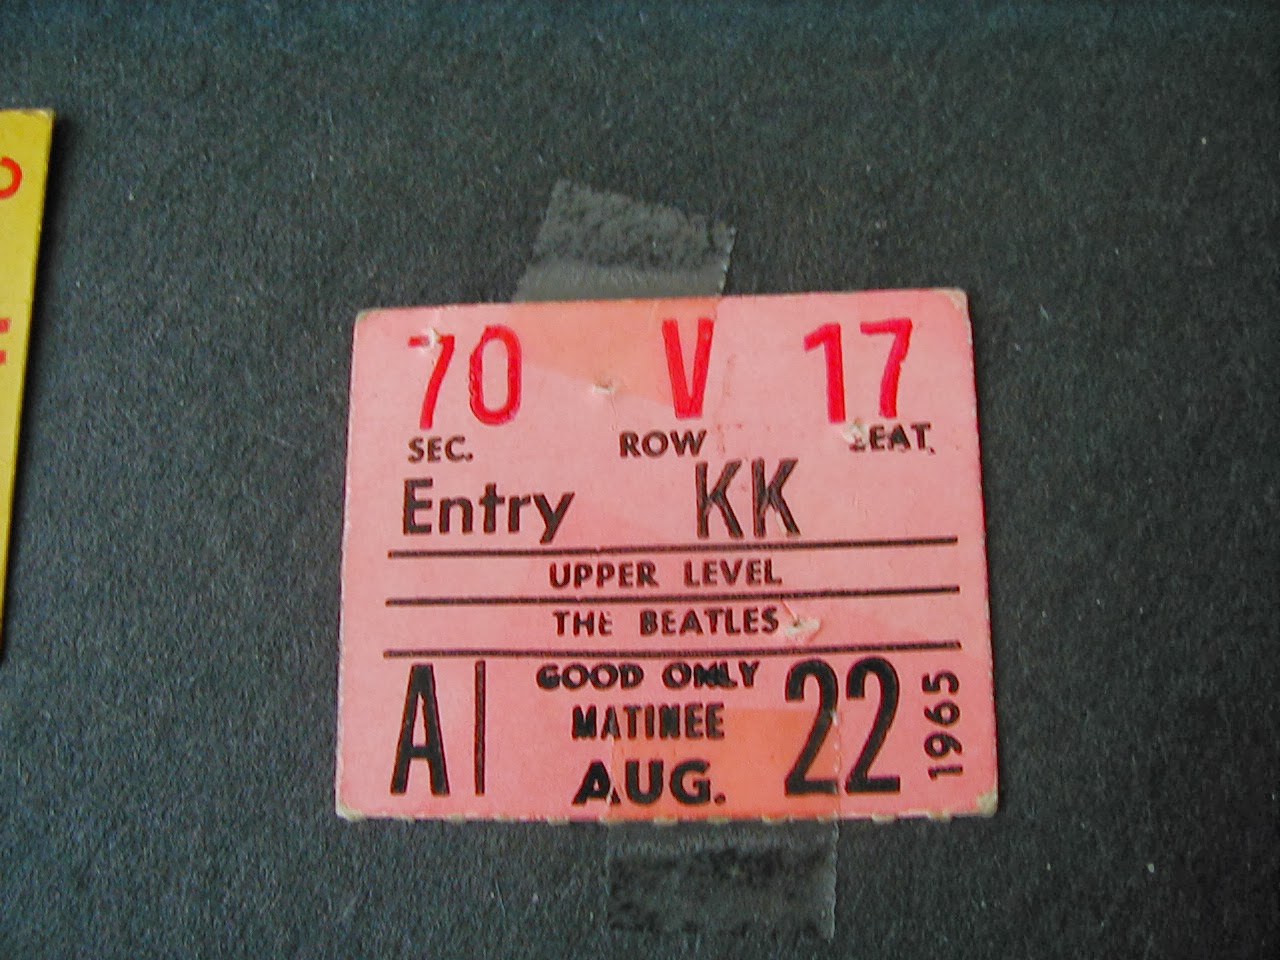 70 V 17
SEC. ROW SEAT.
Entry KK
UPPER LEVEL
THE BEATLES
A| GOOD ONLY
MATINEE
AUG. 22 1965